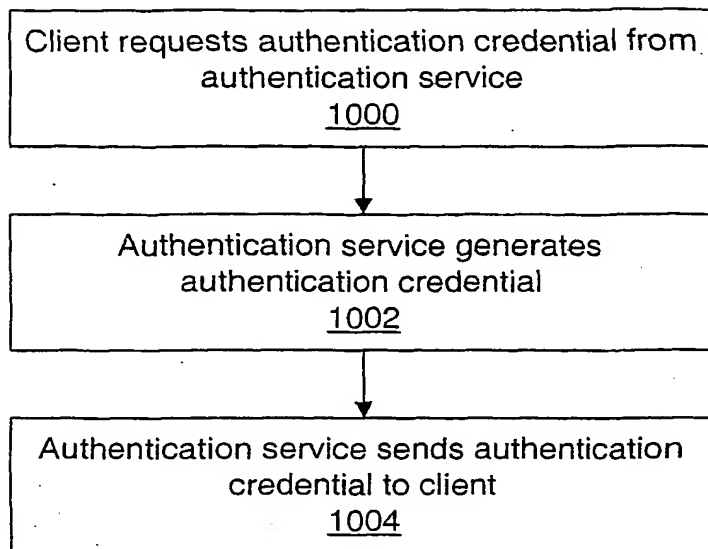 Client requests authentication credential from
authentication service
1000
Authentication service generates
authentication credential
1002
Authentication service sends authentication
credential to client
1004